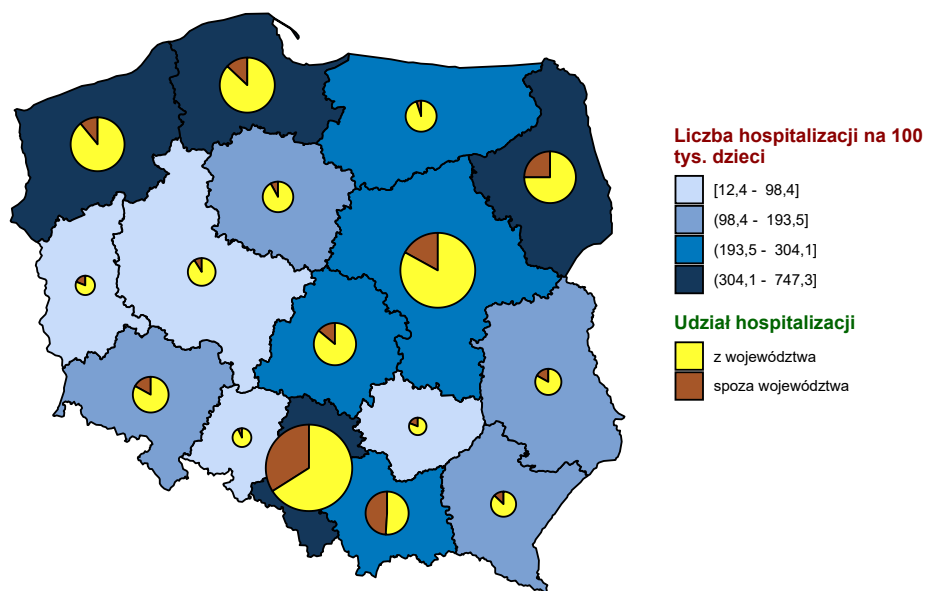 Liczba hospitalizacji na 100
tys. dzieci
[12,4 - 98,4]
(98,4 - 193,5]
(193,5 - 304,1]
(304,1 - 747,3]
Udział hospitalizacji
z województwa
spoza województwa